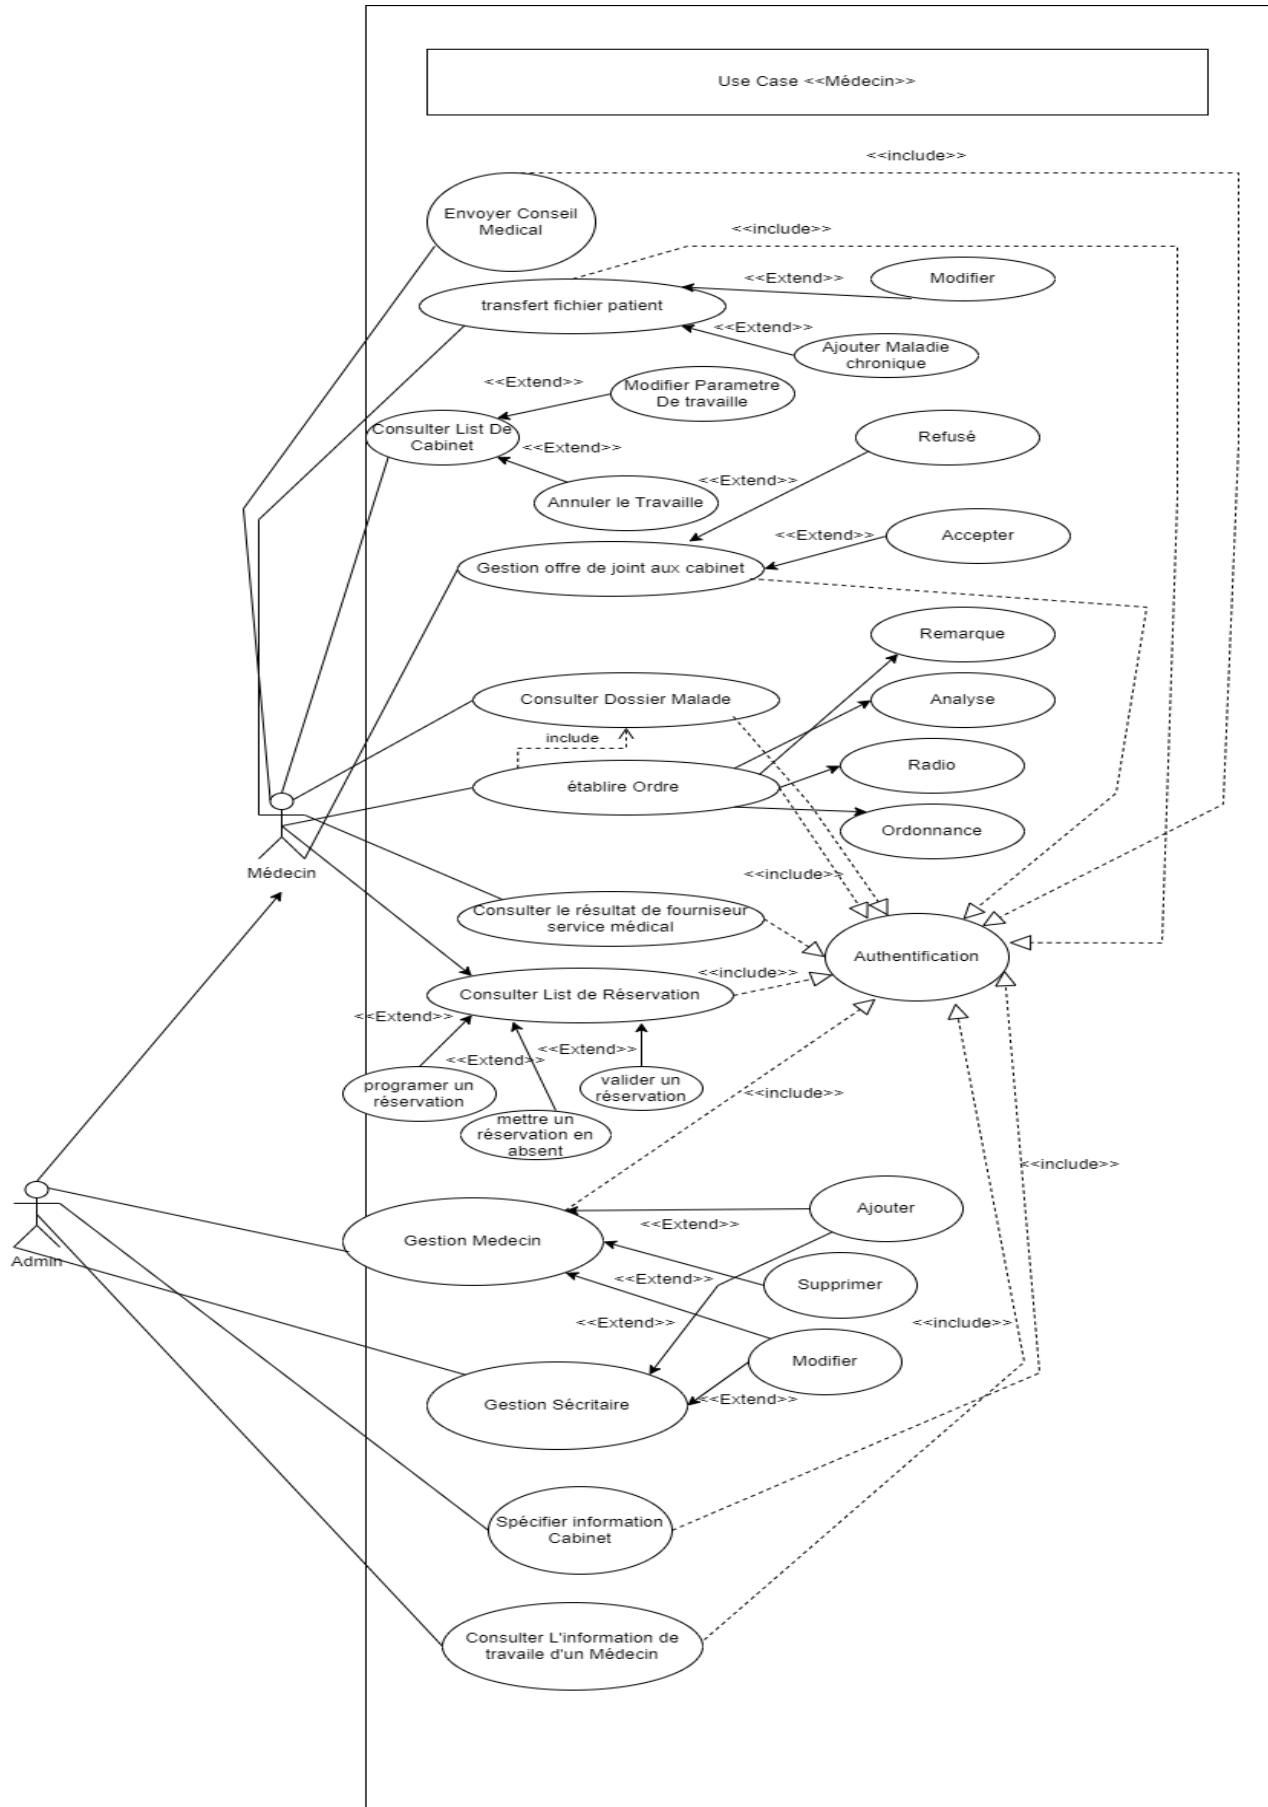 Use Case <<Médecin>>
<<include>>
Envoyer Conseil
Medical
<<include>>
<<Extend>>
Modifier
transfert fichier patient
<<Extend>>
Ajouter Maladie
chronique
<<Extend>>
Modifier Parametre
De travaille
Consulter List De
Cabinet
<<Extend>>
Refusé
<<Extend>>
Annuler le Travaille
<<Extend>>
Accepter
Gestion offre de joint aux cabinet
Remarque
Consulter Dossier Malade
Analyse
include
Radio
établire Ordre
Ordonnance
Médecin
<<include>>
Consulter le résultat de fourniseur
service médical
Authentification
<<include>>
Consulter List de Réservation
<<Extend>>
<<Extend>>
<<Extend>>
programer un
réservation
valider un
réservation
<<include>>
mettre un
réservation en
absent
<<include>>
Ajouter
<<Extend>>
Gestion Medecin
Admin
<<Extend>>
Supprimer
<<Extend>>
<<include>>
Modifier
<<Extend>>
Gestion Sécritaire
Spécifier information
Cabinet
Consulter L'information de
travaile d'un Médecin